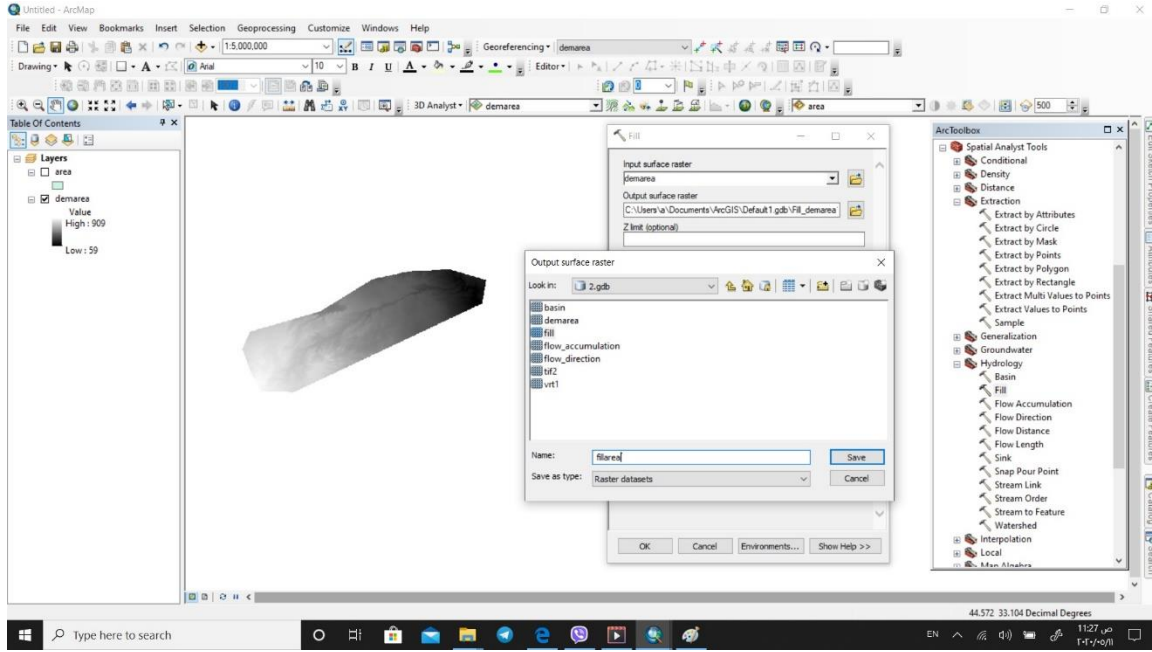 Untitled - ArcMap
File Edit View Bookmarks Insert Selection Geoprocessing Customize Windows Help
1:5,000,000 Georeferencing demarea
Drawing A Arial 10 B I U A Editor
3D Analyst demarea area 500
Table Of Contents
Layers
area
demarea
Value
High : 909
Low : 59
Fill
Input surface raster
demarea
Output surface raster
C:\Users\a\Documents\ArcGIS\Default1.gdb\Fill_demarea
Z limit (optional)
Output surface raster
Look in: 2.gdb
basin
demarea
fill
flow_accumulation
flow_direction
tif2
vrt1
Name: fillarea
Save
Save as type: Raster datasets
Cancel
OK Cancel Environments... Show Help >>
ArcToolbox
Spatial Analyst Tools
Conditional
Density
Distance
Extraction
Extract by Attributes
Extract by Circle
Extract by Mask
Extract by Points
Extract by Polygon
Extract by Rectangle
Extract Multi Values to Points
Extract Values to Points
Sample
Generalization
Groundwater
Hydrology
Basin
Fill
Flow Accumulation
Flow Direction
Flow Distance
Flow Length
Sink
Snap Pour Point
Stream Link
Stream Order
Stream to Feature
Watershed
Interpolation
Local
Map Algebra
44.572 33.104 Decimal Degrees
Type here to search
EN
11:27 ص
٢٠٢٠/٠٥/١١